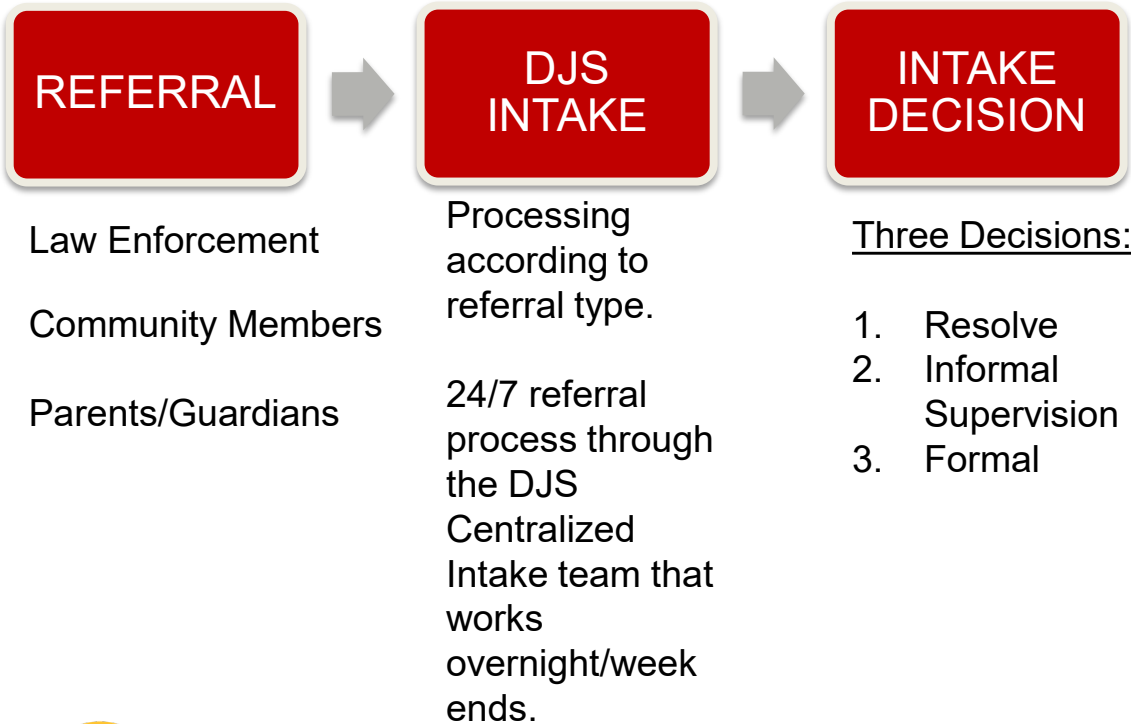 REFERRAL
DJS
INTAKE
INTAKE
DECISION
Law Enforcement
Community Members
Parents/Guardians
Processing
according to
referral type.
24/7 referral
process through
the DJS
Centralized
Intake team that
works
overnight/week
ends.
Three Decisions:
1. Resolve
2. Informal
Supervision
3. Formal